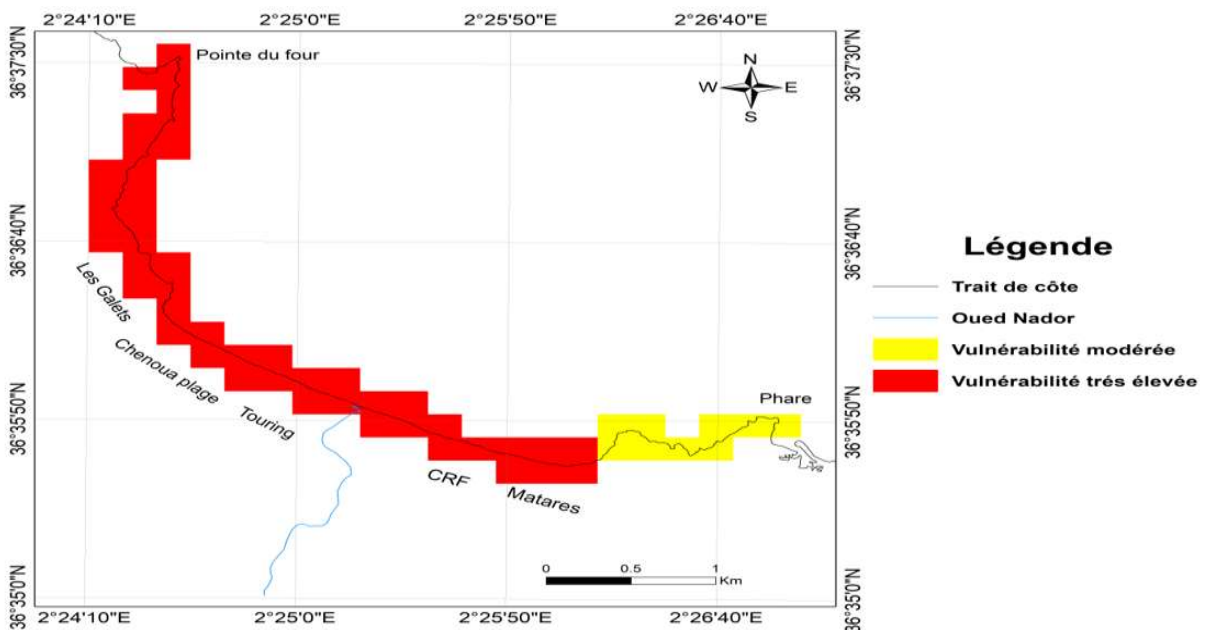 2°24'10"E 2°25'0"E 2°25'50"E 2°26'40"E
36°37'30"N 36°37'30"N
Pointe du four
N
W E
S
36°36'40"N 36°36'40"N
Légende
Les Galets
Trait de côte
Oued Nador
Chenoua plage
Vulnérabilité modérée
Vulnérabilité trés élevée
Touring
Phare
36°35'50"N 36°35'50"N
CRF
Matares
0 0.5 1
Km
36°35'0"N 36°35'0"N
2°24'10"E 2°25'0"E 2°25'50"E 2°26'40"E